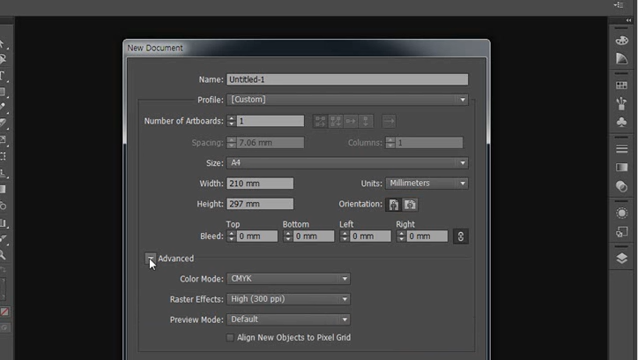 New Document
Name: Untitled-1
Profile: [Custom]
Number of Artboards: 1
Spacing: 7.06 mm Columns: 1
Size: A4
Width: 210 mm Units: Millimeters
Height: 297 mm Orientation:
Top Bottom Left Right
Bleed: 0 mm 0 mm 0 mm 0 mm
Advanced
Color Mode: CMYK
Raster Effects: High (300 ppi)
Preview Mode: Default
Align New Objects to Pixel Grid